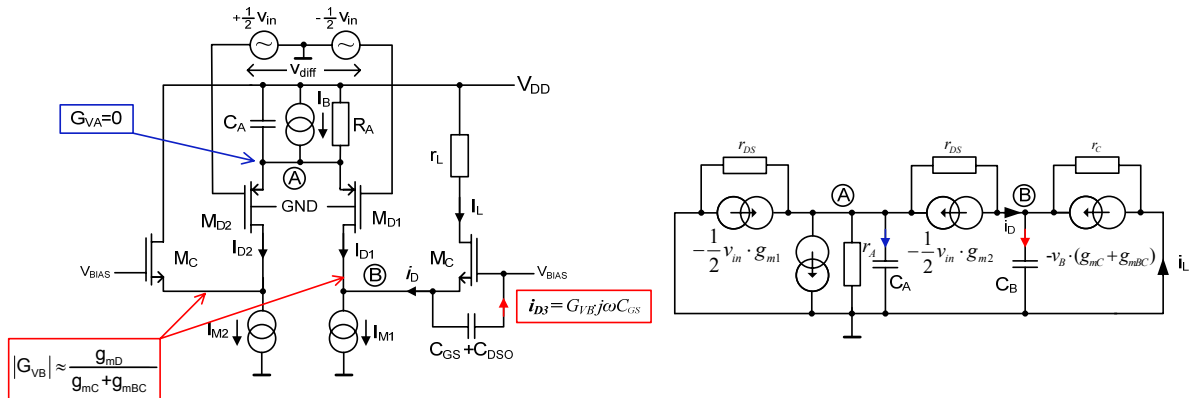 +½ v_in
-½ v_in
v_diff
V_DD
G_VA=0
C_A
I_B
R_A
r_L
A
I_L
M_D2
GND
M_D1
I_D2
I_D1
M_C
M_C
V_BIAS
B
i_D
V_BIAS
i_D3 = G_VB·jωC_GS
I_M2
I_M1
C_GS+C_DSO
|G_VB| ≈ g_mD / (g_mC+g_mBC)
r_DS
r_DS
r_C
A
B
i_D
-½ v_in · g_m1
r_A
C_A
-½ v_in · g_m2
C_B
-v_B · (g_mC + g_mBC)
i_L